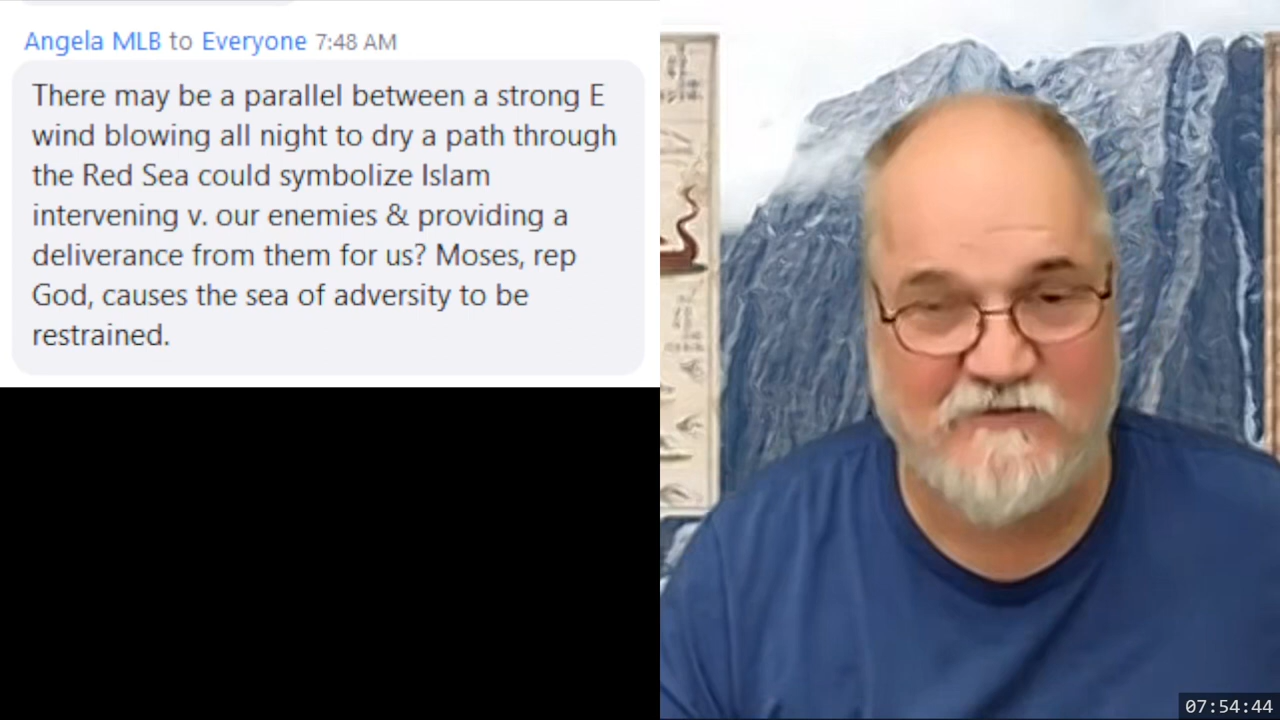 Angela MLB to Everyone 7:48 AM
There may be a parallel between a strong E
wind blowing all night to dry a path through
the Red Sea could symbolize Islam
intervening v. our enemies & providing a
deliverance from them for us? Moses, rep
God, causes the sea of adversity to be
restrained.
07:54:44